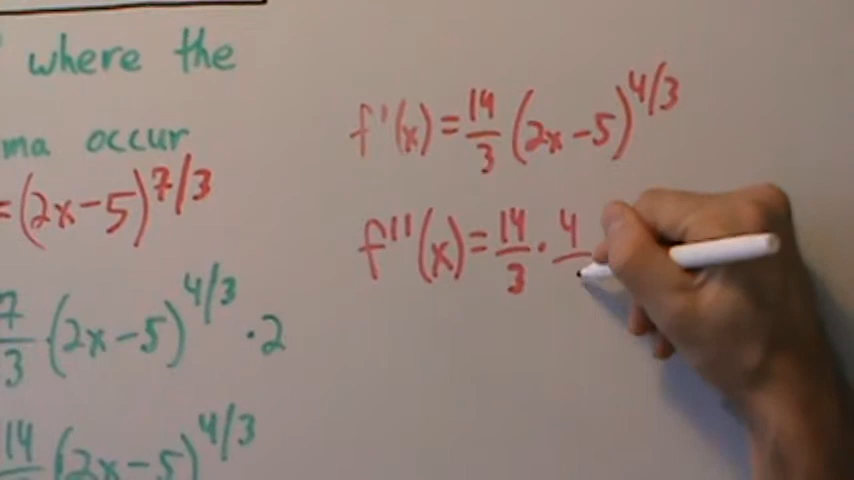 where the
ma occur
=(2x-5)^{7/3}
7/3 (2x-5)^{4/3} · 2
14 (2x-5)^{4/3}
f'(x) = 14/3 (2x-5)^{4/3}
f''(x) = 14/3 · 4